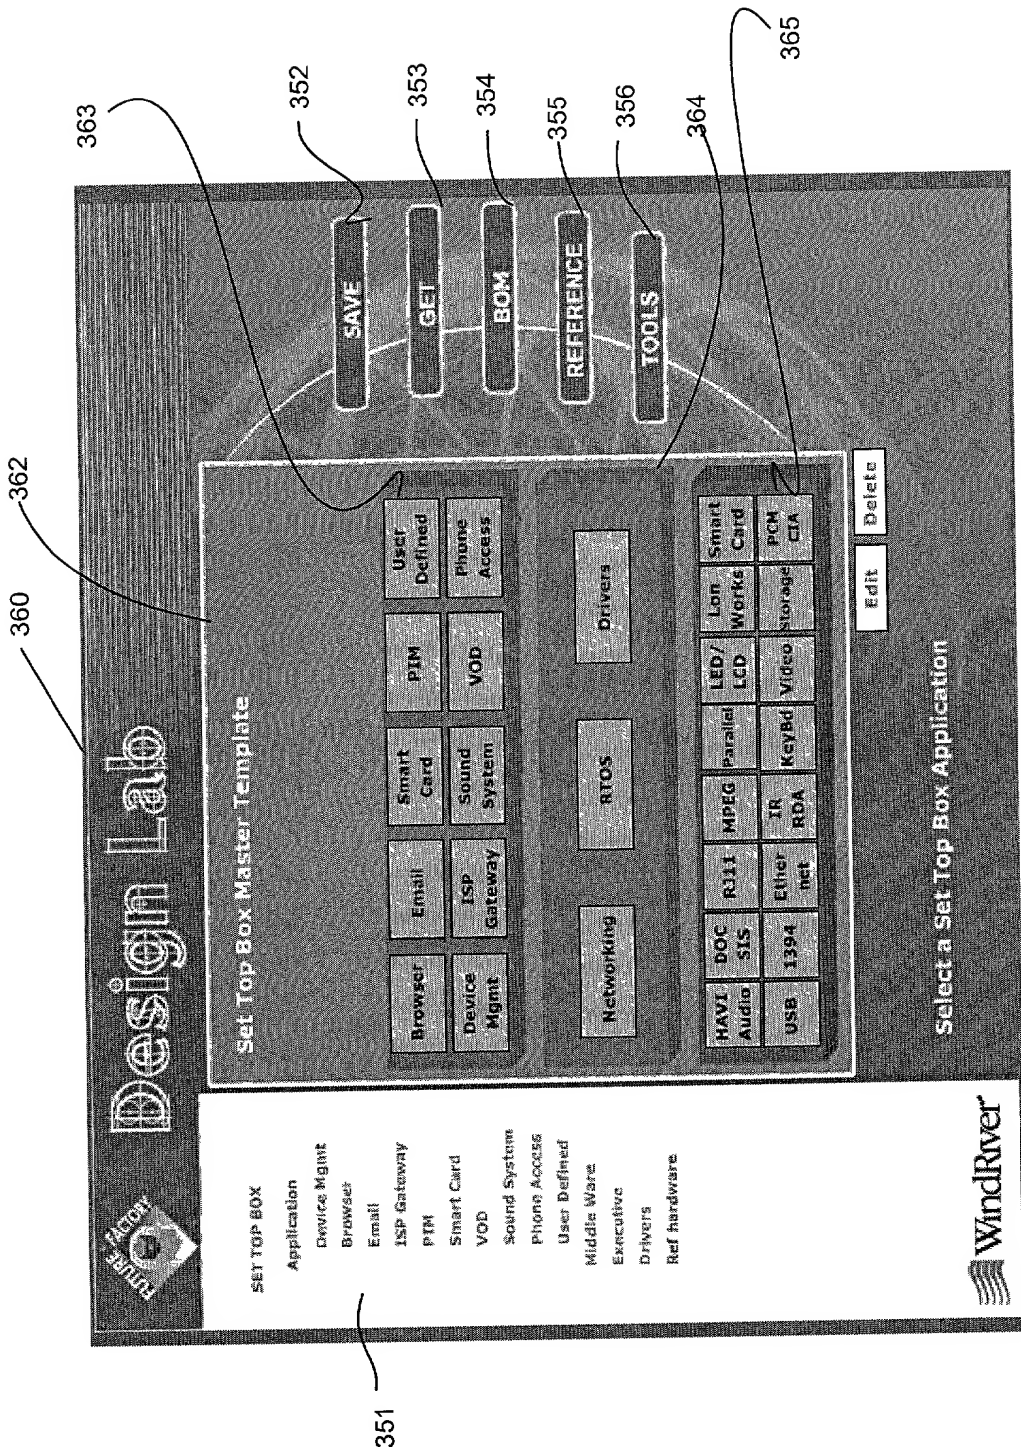 360
362
363
352
353
354
355
356
364
365
351
FUTURE FACTORY
Design Lab
SET TOP BOX
Application
Device Mgmt
Browser
Email
ISP Gateway
PIM
Smart Card
VOD
Sound System
Phone Access
User Defined
Middle Ware
Executive
Drivers
Ref hardware
WindRiver
Set Top Box Master Template
Browser
Email
Smart Card
PIM
User Defined
Device Mgmt
ISP Gateway
Sound System
VOD
Phone Access
Networking
RTOS
Drivers
HAVI Audio
DOC SIS
RJ11
MPEG
Parallel
LED/ LCD
Lon Works
Smart Card
USB
1394
Ether net
IR RDA
KeyBd
Video
Storage
PCM CIA
Edit
Delete
Select a Set Top Box Application
SAVE
GET
BOM
REFERENCE
TOOLS